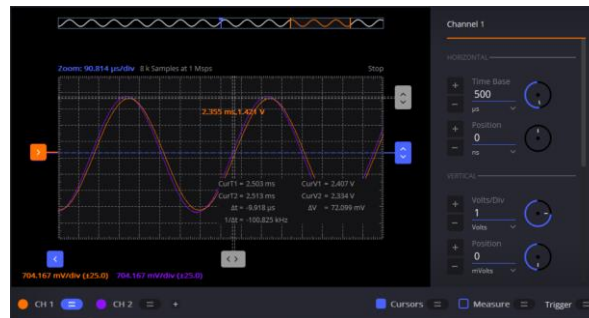 Channel 1
HORIZONTAL
Zoom: 90.814 µs/div 8 k Samples at 1 Msps Stop
+ Time Base
500
− µs
2,355 ms,1.421 V
+ Position
0
− ns
VERTICAL
CurT1 = 2,503 ms CurV1 = 2,407 V
CurT2 = 2,513 ms CurV2 = 2,334 V
Δt = -9.918 µs ΔV = 72.099 mV
1/Δt = -100.825 kHz
+ Volts/Div
1
− Volts
+ Position
0
− mVolts
704.167 mV/div (±25.0) 704.167 mV/div (±25.0)
CH 1 = CH 2 = + Cursors = Measure = Trigger =